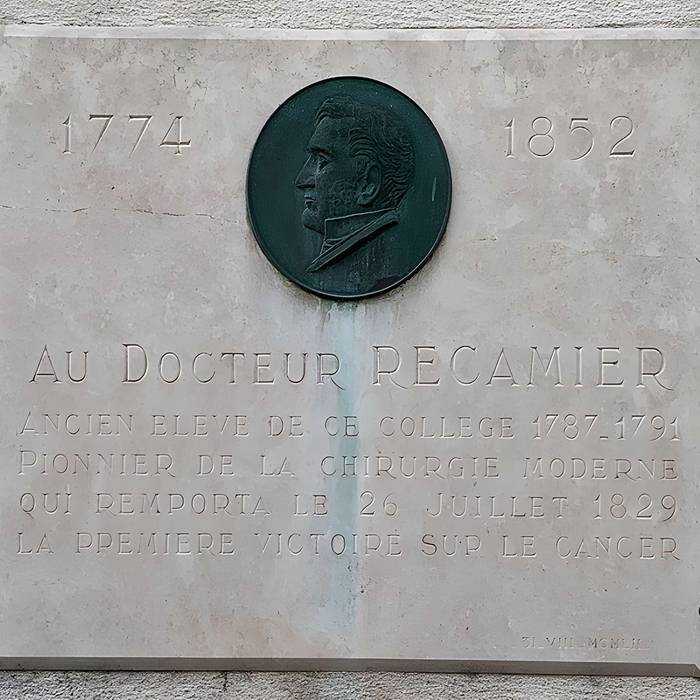 1774 1852
AU DOCTEUR RECAMIER
ANCIEN ELEVE DE CE COLLEGE 1787_1791
PIONNIER DE LA CHIRURGIE MODERNE
QUI REMPORTA LE 26 JUILLET 1829
LA PREMIERE VICTOIRE SUR LE CANCER
31_VIII_MCMLII